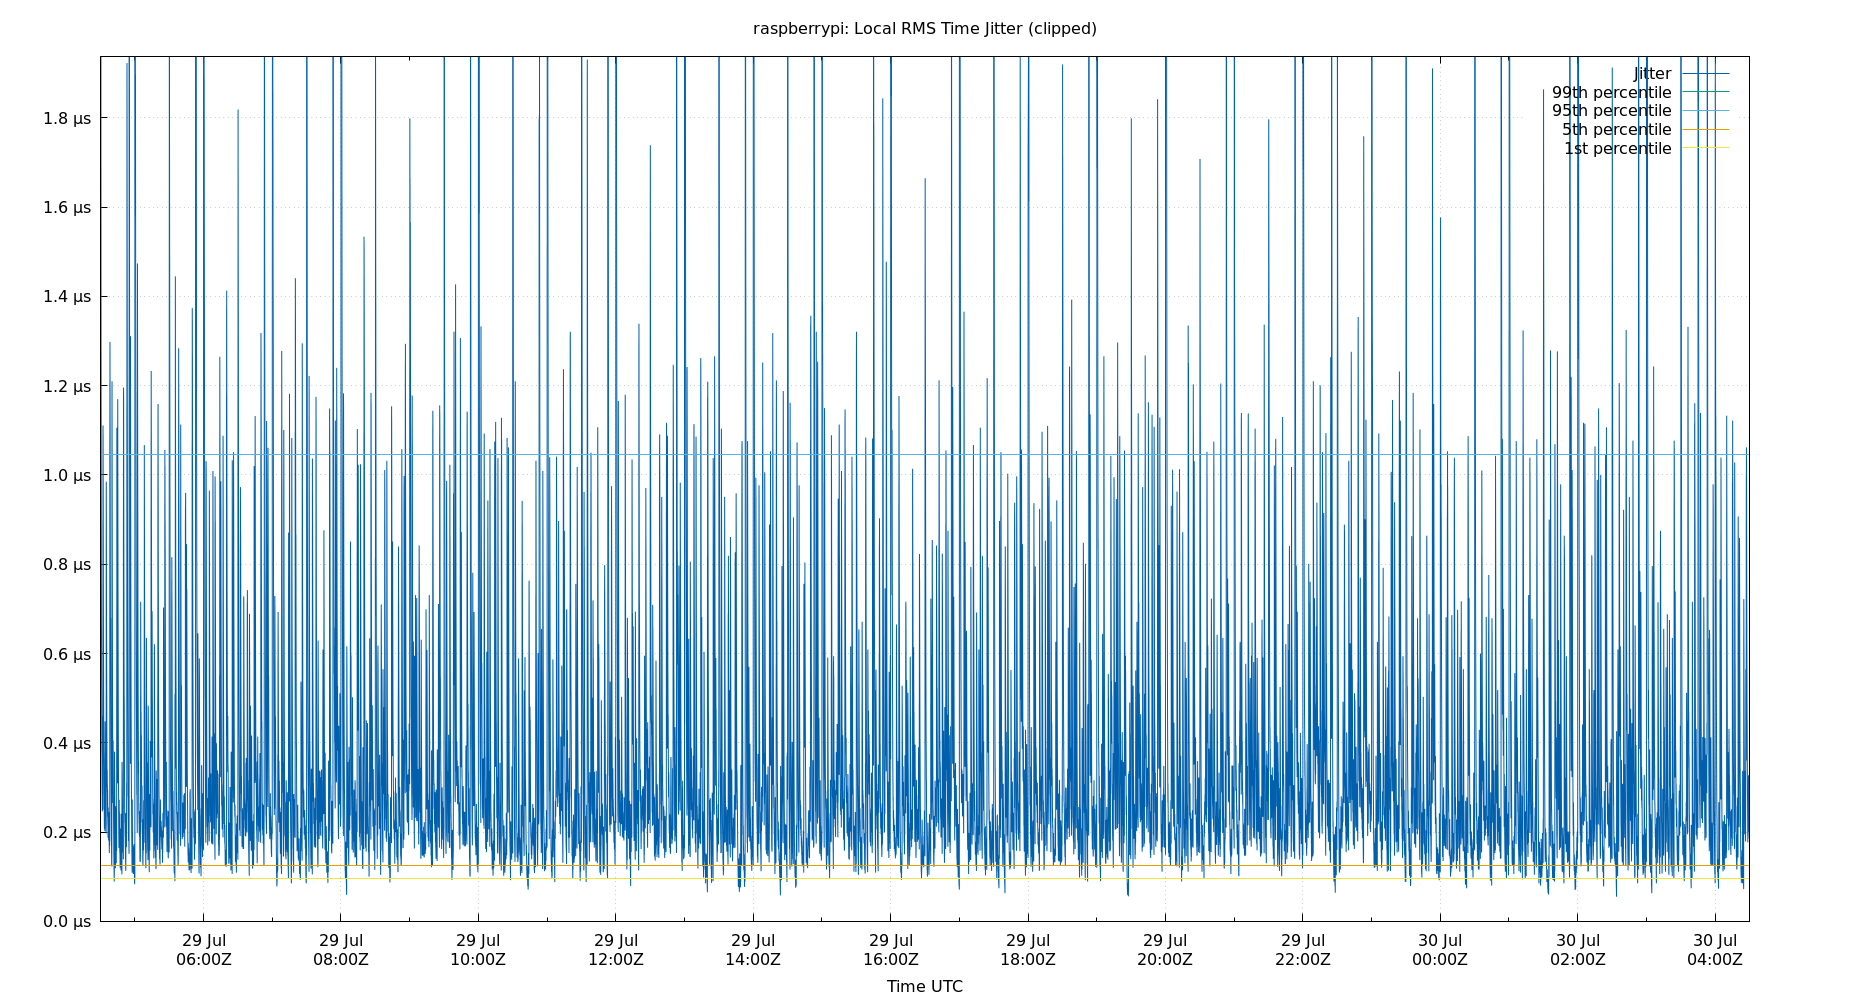 raspberrypi: Local RMS Time Jitter (clipped)
Jitter
99th percentile
95th percentile
5th percentile
1st percentile
1.8 µs
1.6 µs
1.4 µs
1.2 µs
1.0 µs
0.8 µs
0.6 µs
0.4 µs
0.2 µs
0.0 µs
29 Jul 29 Jul 29 Jul 29 Jul 29 Jul 29 Jul 29 Jul 29 Jul 29 Jul 30 Jul 30 Jul 30 Jul
06:00Z 08:00Z 10:00Z 12:00Z 14:00Z 16:00Z 18:00Z 20:00Z 22:00Z 00:00Z 02:00Z 04:00Z
Time UTC